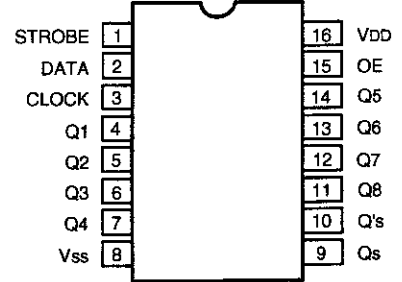 STROBE 1 16 VDD
DATA 2 15 OE
CLOCK 3 14 Q5
Q1 4 13 Q6
Q2 5 12 Q7
Q3 6 11 Q8
Q4 7 10 Q's
Vss 8 9 Qs